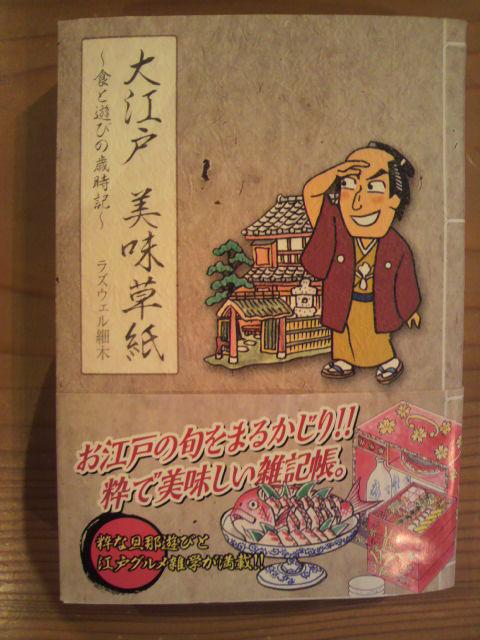 大江戸 美味草紙
～食と遊びの歳時記～
ラズウェル細木
お江戸の旬をまるかじり!!
粋で美味しい雑記帳。
粋な旦那遊びと
江戸グルメ雑学が満載!!